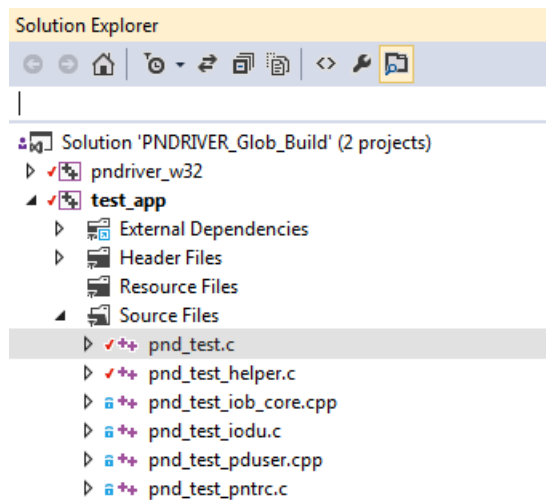 Solution Explorer
Solution 'PNDRIVER_Glob_Build' (2 projects)
pndriver_w32
test_app
External Dependencies
Header Files
Resource Files
Source Files
pnd_test.c
pnd_test_helper.c
pnd_test_iob_core.cpp
pnd_test_iodu.c
pnd_test_pduser.cpp
pnd_test_pntrc.c